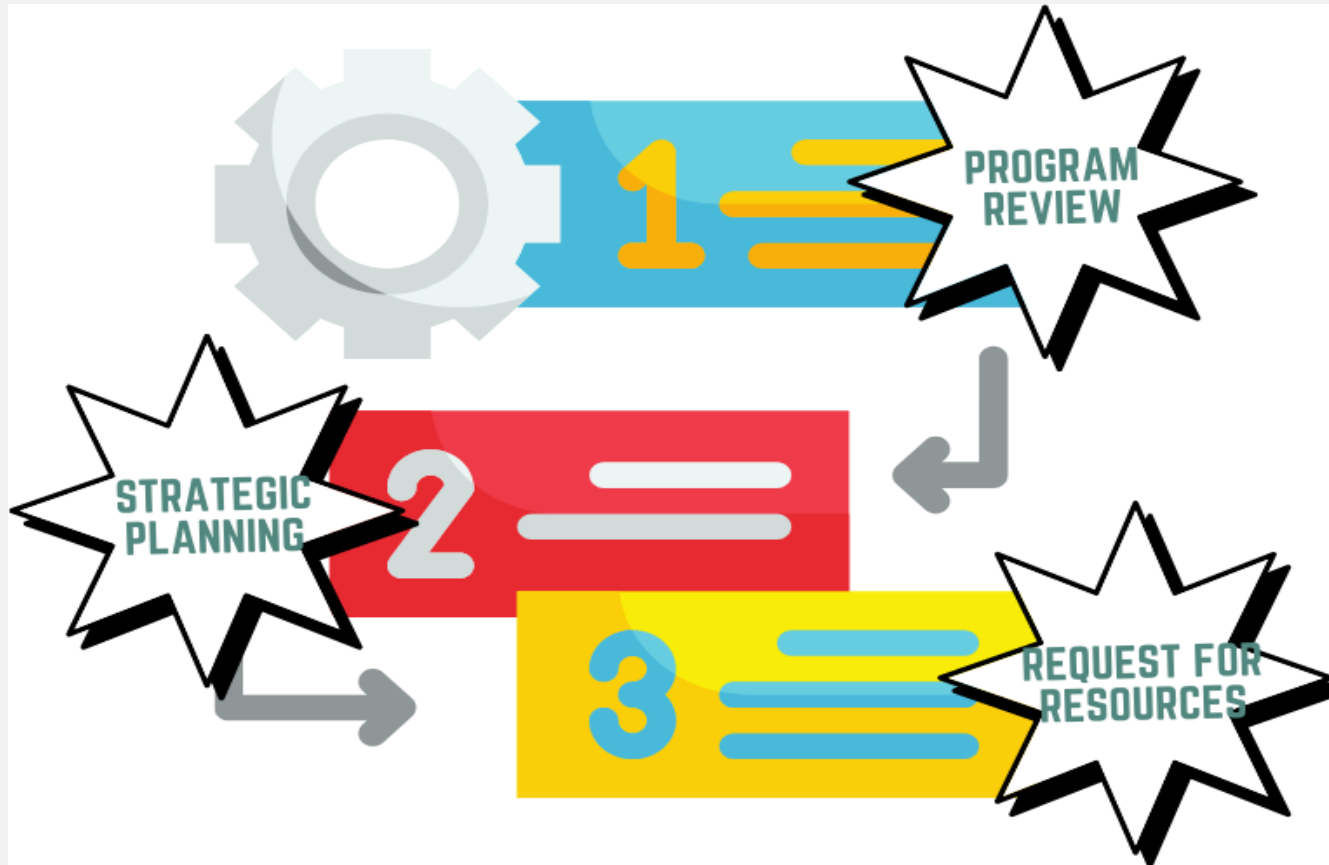 1
PROGRAM
REVIEW
STRATEGIC
PLANNING
2
3
REQUEST FOR
RESOURCES